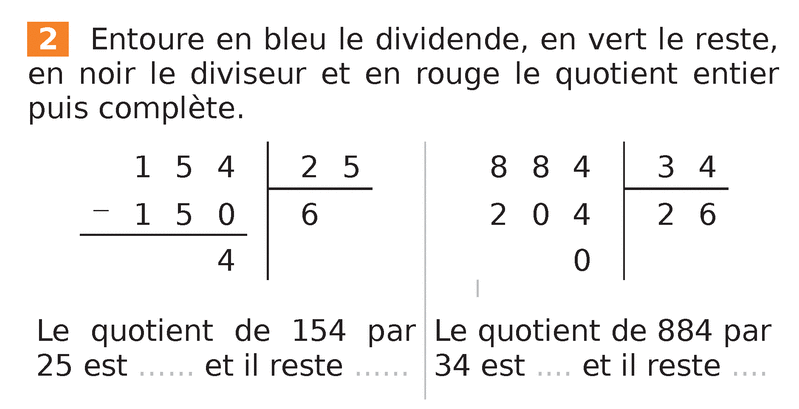 2 Entoure en bleu le dividende, en vert le reste,
en noir le diviseur et en rouge le quotient entier
puis complète.
1 5 4 2 5
− 1 5 0 6
4
8 8 4 3 4
2 0 4 2 6
0
Le quotient de 154 par
25 est ...... et il reste ......
Le quotient de 884 par
34 est .... et il reste ....